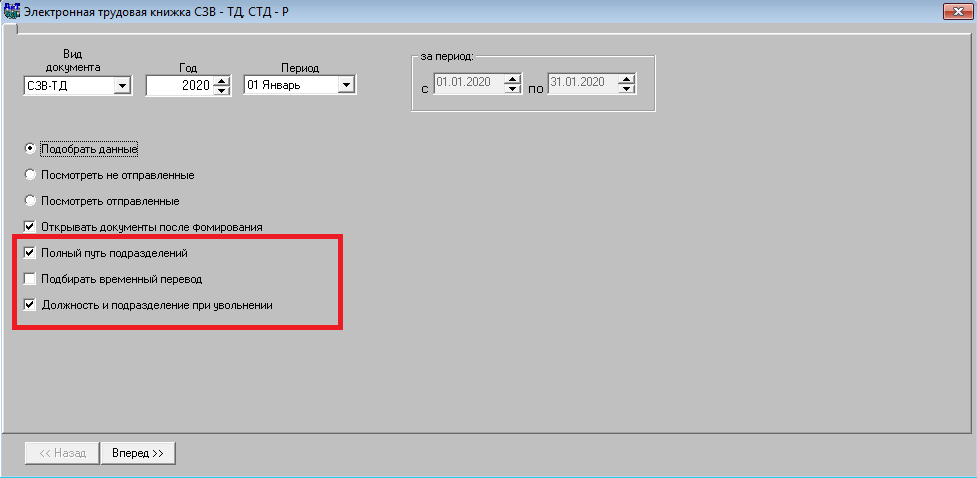 Электронная трудовая книжка СЗВ - ТД, СТД - Р
Вид документа
Год
Период
за период:
СЗВ-ТД
2020
01 Январь
с 01.01.2020 по 31.01.2020
Подобрать данные
Посмотреть не отправленные
Посмотреть отправленные
Открывать документы после фомирования
Полный путь подразделений
Подбирать временный перевод
Должность и подразделение при увольнении
<< Назад
Вперед >>